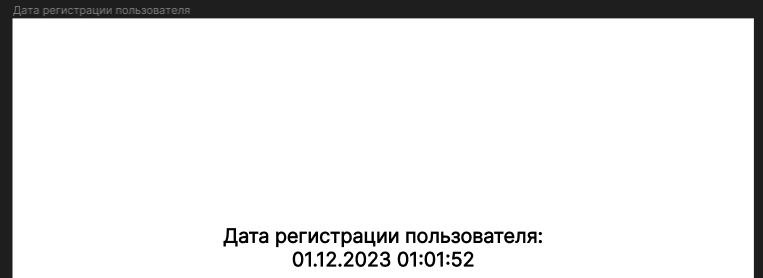 Дата регистрации пользователя
Дата регистрации пользователя:
01.12.2023 01:01:52